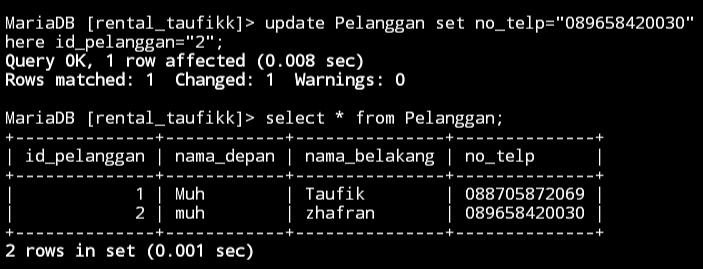 MariaDB [rental_taufikk]> update Pelanggan set no_telp="089658420030"
here id_pelanggan="2";
Query OK, 1 row affected (0.008 sec)
Rows matched: 1  Changed: 1  Warnings: 0
MariaDB [rental_taufikk]> select * from Pelanggan;
+--------------+------------+---------------+--------------+
| id_pelanggan | nama_depan | nama_belakang | no_telp      |
+--------------+------------+---------------+--------------+
|            1 | Muh        | Taufik        | 088705872069 |
|            2 | muh        | zhafran       | 089658420030 |
+--------------+------------+---------------+--------------+
2 rows in set (0.001 sec)